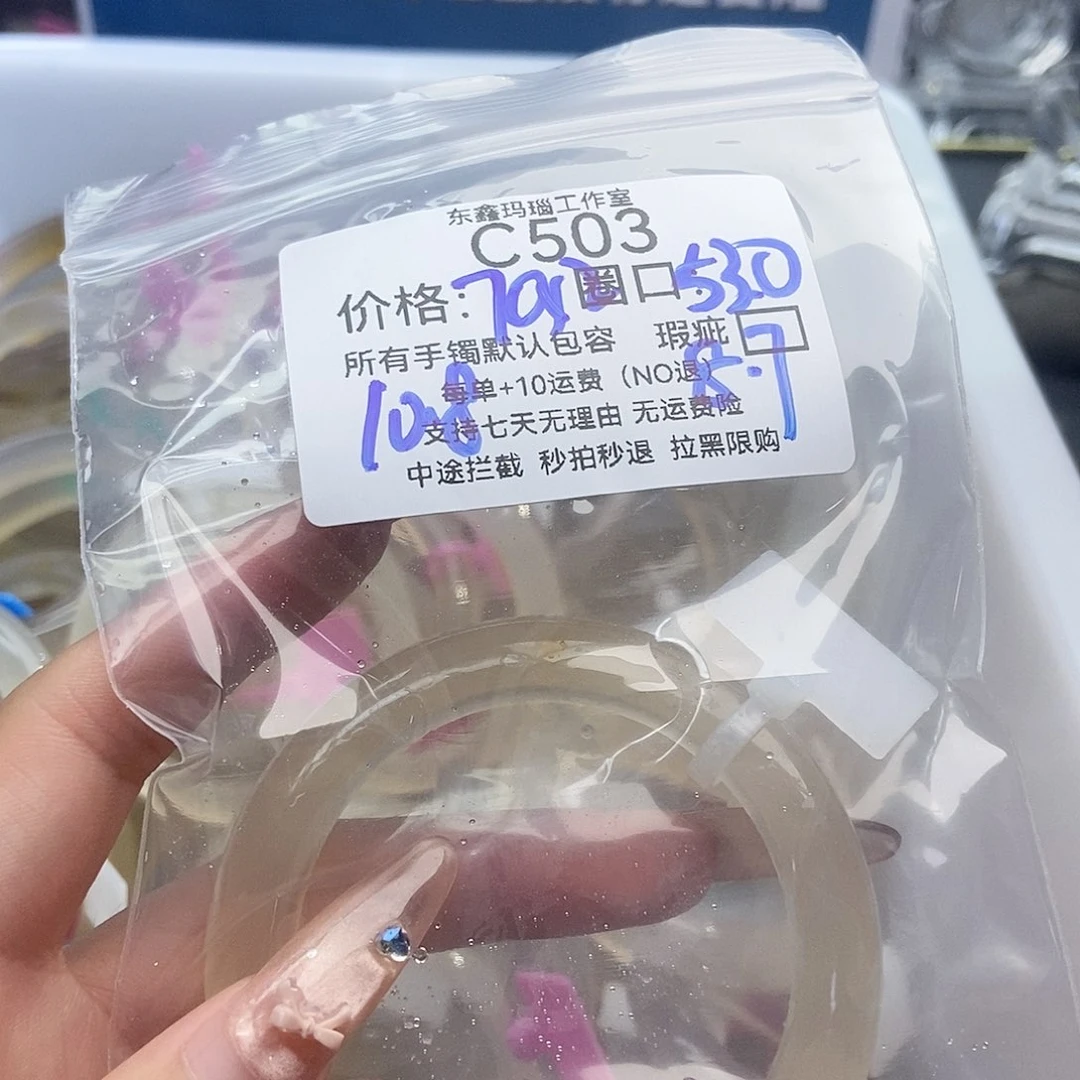 东鑫玛瑙工作室
C503
价格: 圈口: 530
所有手镯默认包容 瑕疵
每单+10运费（NO退）8.7
108 支持七天无理由 无运费险
中途拦截 秒拍秒退 拉黑限购